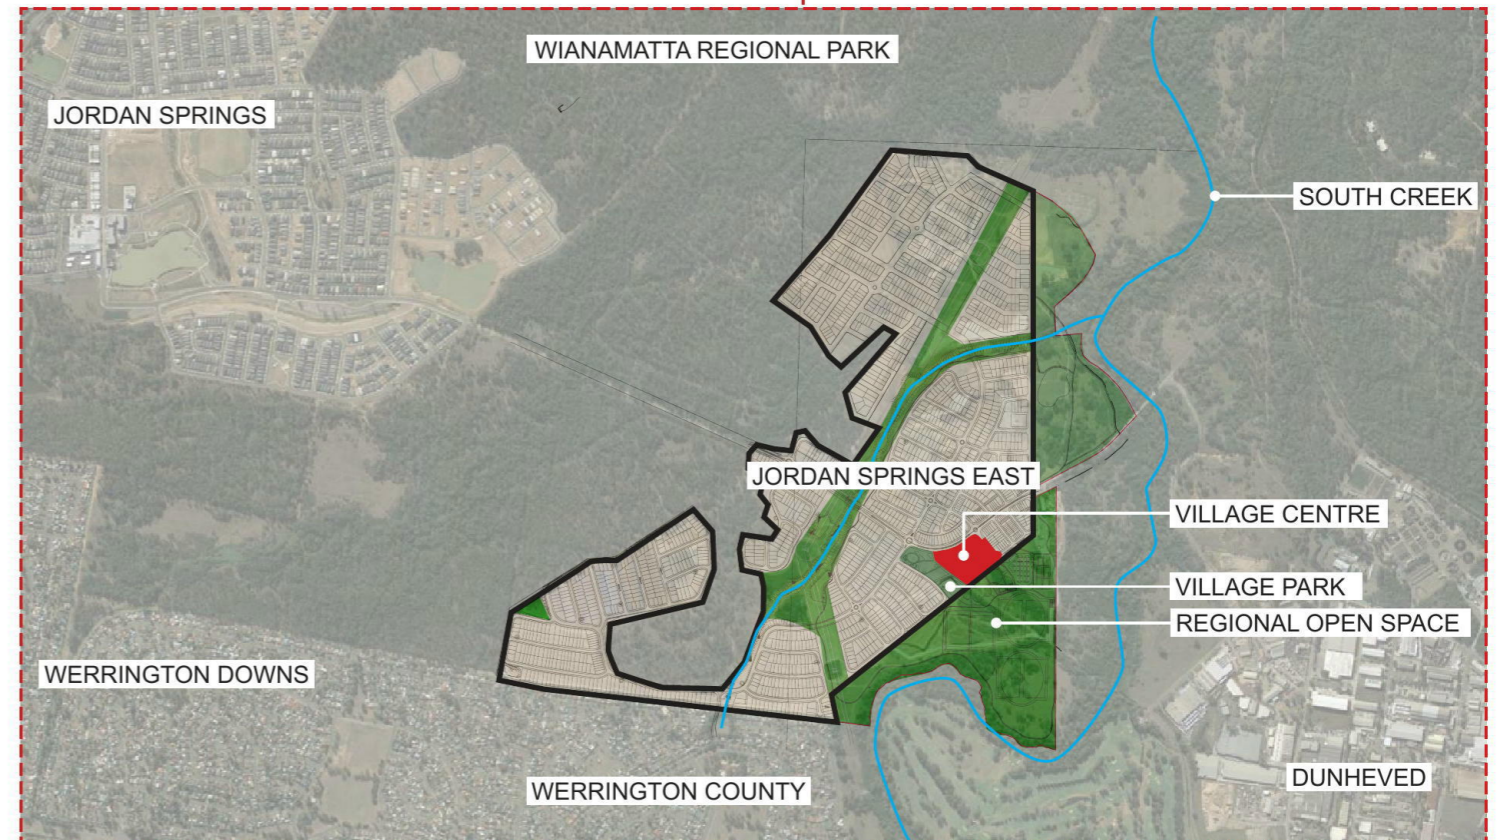 WIANAMATTA REGIONAL PARK
JORDAN SPRINGS
SOUTH CREEK
JORDAN SPRINGS EAST
VILLAGE CENTRE
VILLAGE PARK
REGIONAL OPEN SPACE
WERRINGTON DOWNS
DUNHEVED
WERRINGTON COUNTY